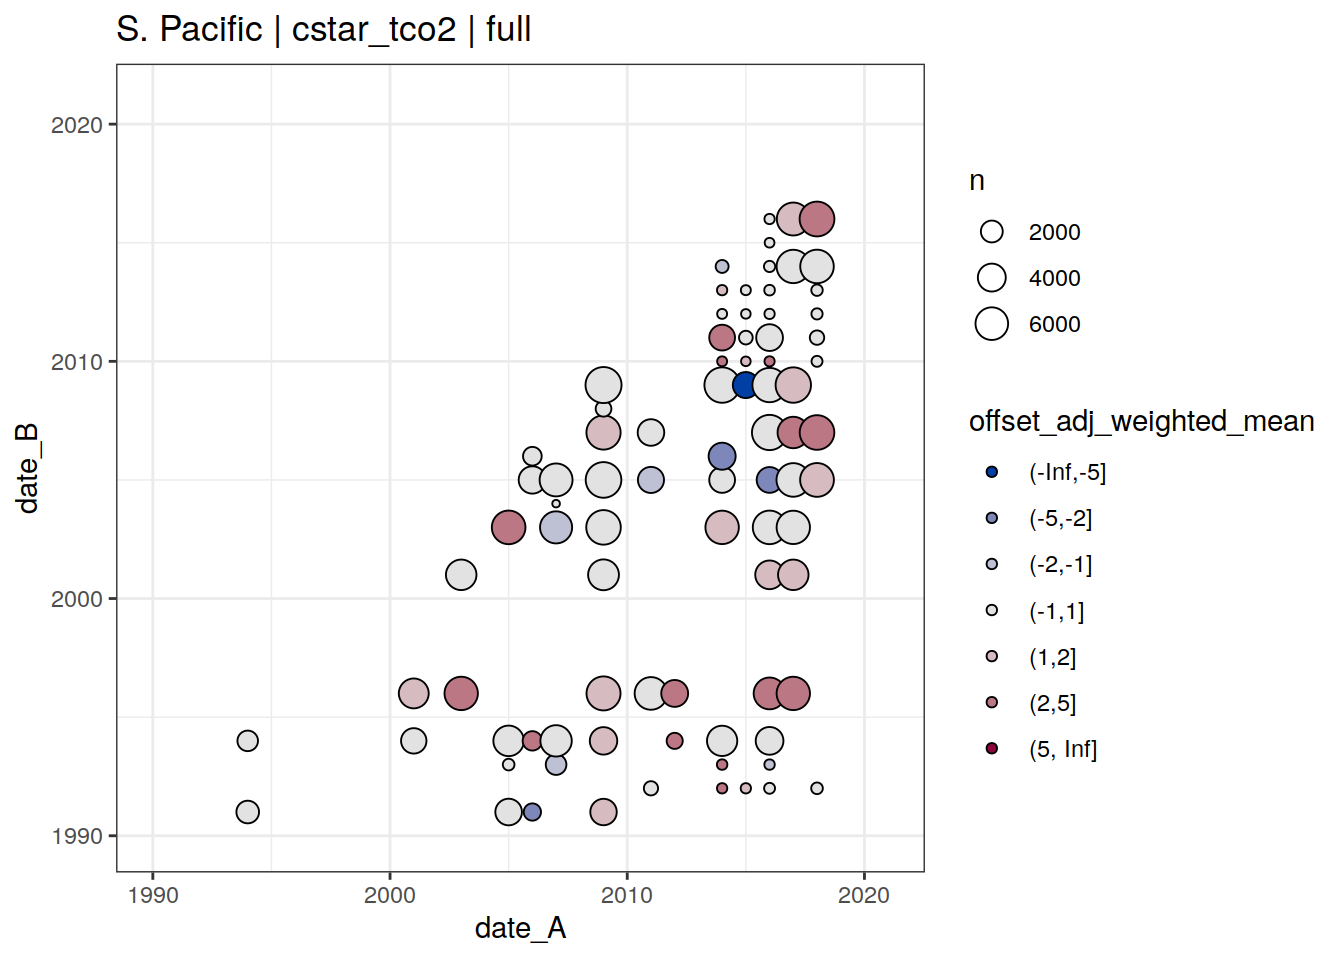 S. Pacific | cstar_tco2 | full
2020
2010
2000
1990
1990
2000
2010
2020
date_A
date_B
n
2000
4000
6000
offset_adj_weighted_mean
(-Inf,-5]
(-5,-2]
(-2,-1]
(-1,1]
(1,2]
(2,5]
(5, Inf]